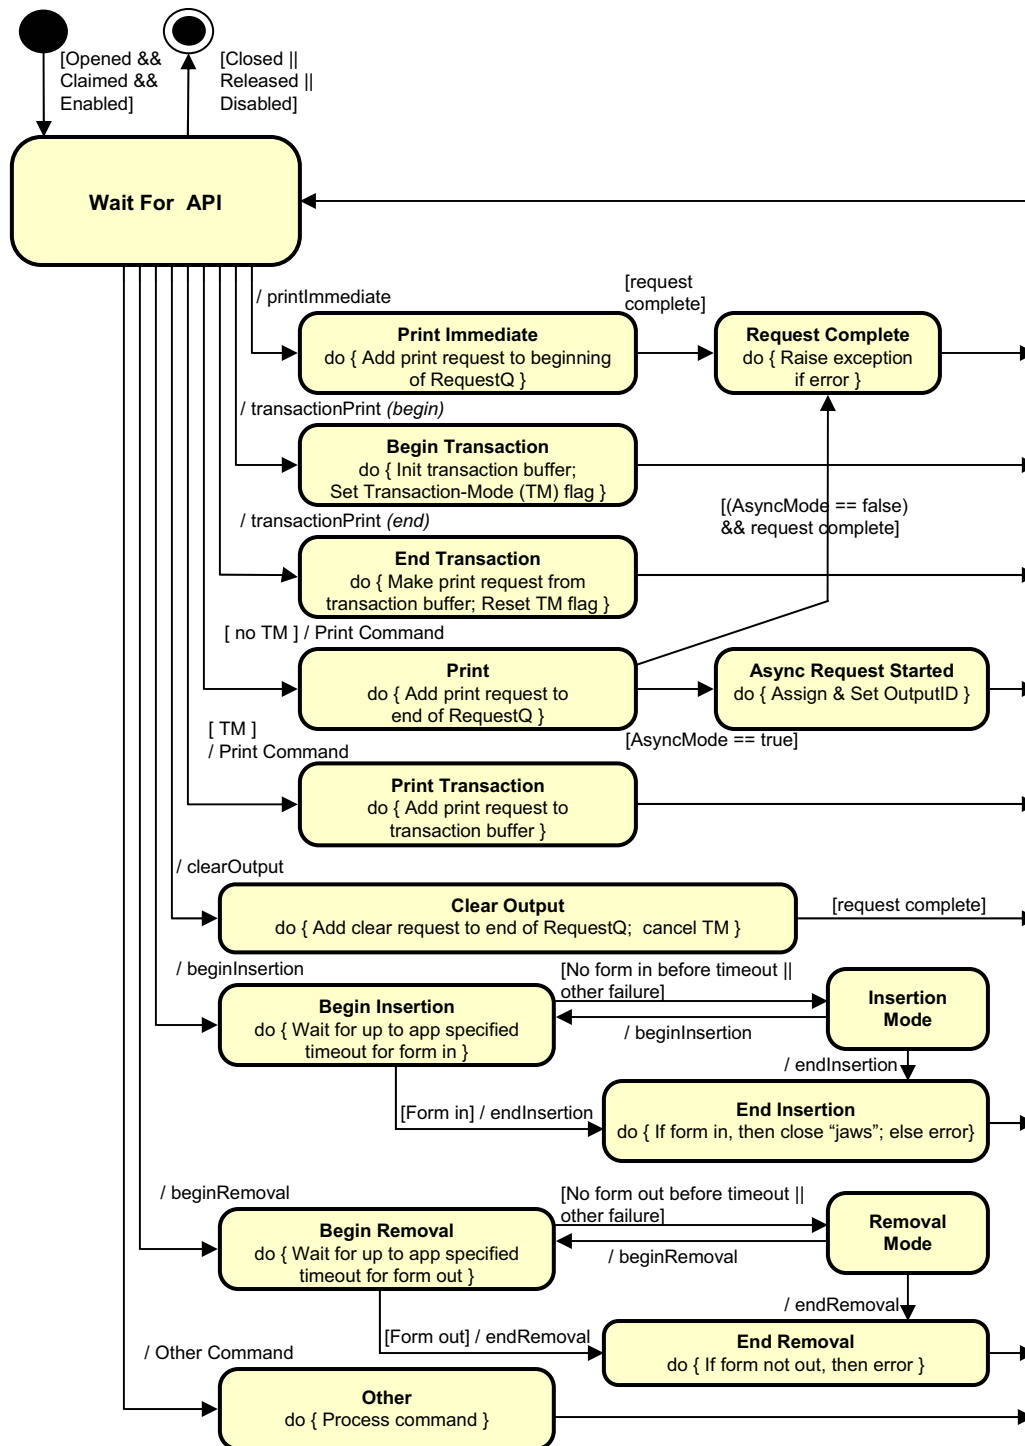 [Opened &&
Claimed &&
Enabled]
[Closed ||
Released ||
Disabled]
Wait For API
/ printImmediate
[request
complete]
Print Immediate
do { Add print request to beginning
of RequestQ }
Request Complete
do { Raise exception
if error }
/ transactionPrint (begin)
Begin Transaction
do { Init transaction buffer;
Set Transaction-Mode (TM) flag }
[(AsyncMode == false)
&& request complete]
/ transactionPrint (end)
End Transaction
do { Make print request from
transaction buffer; Reset TM flag }
[ no TM ] / Print Command
Print
do { Add print request to
end of RequestQ }
Async Request Started
do { Assign & Set OutputID }
[AsyncMode == true]
[ TM ]
/ Print Command
Print Transaction
do { Add print request to
transaction buffer }
/ clearOutput
Clear Output
do { Add clear request to end of RequestQ; cancel TM }
[request complete]
/ beginInsertion
Begin Insertion
do { Wait for up to app specified
timeout for form in }
[No form in before timeout ||
other failure]
/ beginInsertion
Insertion
Mode
/ endInsertion
[Form in] / endInsertion
End Insertion
do { If form in, then close “jaws”; else error}
/ beginRemoval
Begin Removal
do { Wait for up to app specified
timeout for form out }
[No form out before timeout ||
other failure]
/ beginRemoval
Removal
Mode
/ endRemoval
[Form out] / endRemoval
End Removal
do { If form not out, then error }
/ Other Command
Other
do { Process command }